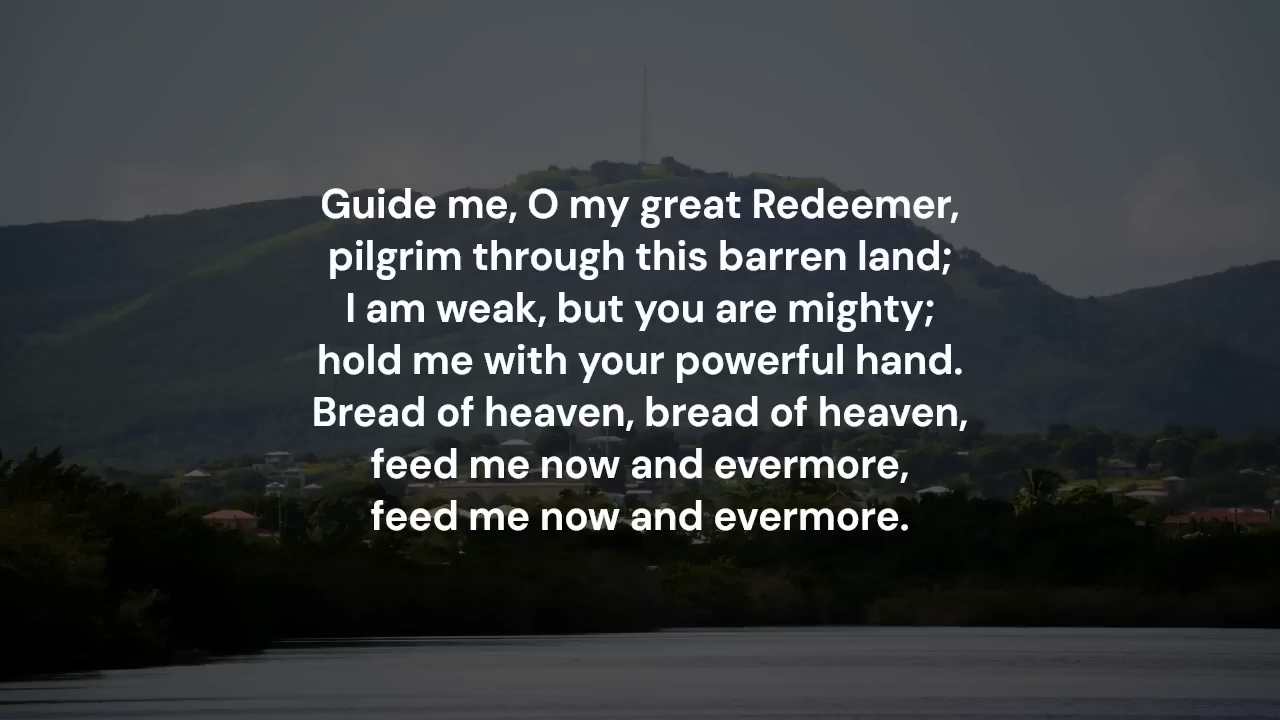 Guide me, O my great Redeemer,
pilgrim through this barren land;
I am weak, but you are mighty;
hold me with your powerful hand.
Bread of heaven, bread of heaven,
feed me now and evermore,
feed me now and evermore.